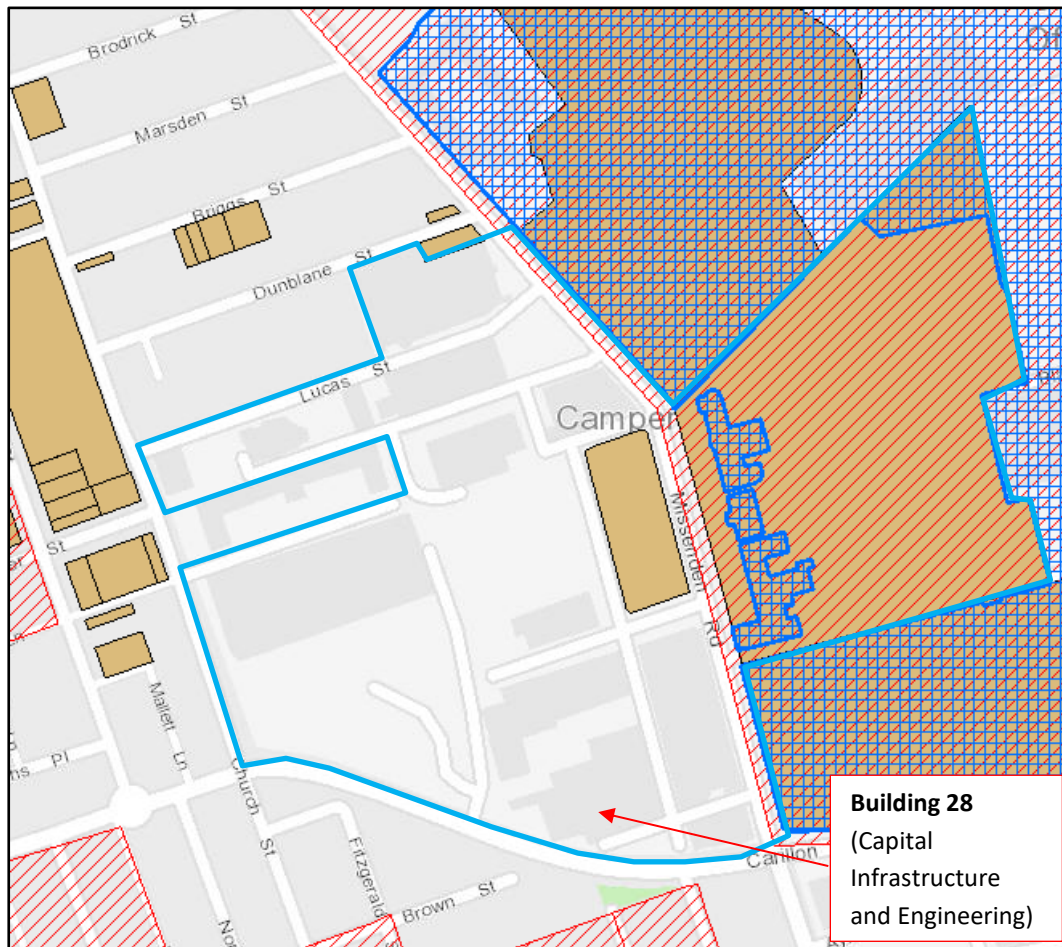 Brodrick St
Marsden St
Briggs St
Dunblane St
Lucas St
Camper
Missenden
Rd
St
Mallett Ln
Pl
Church St
Fitzgerald
Brown St
Carillon
Building 28
(Capital
Infrastructure
and Engineering)